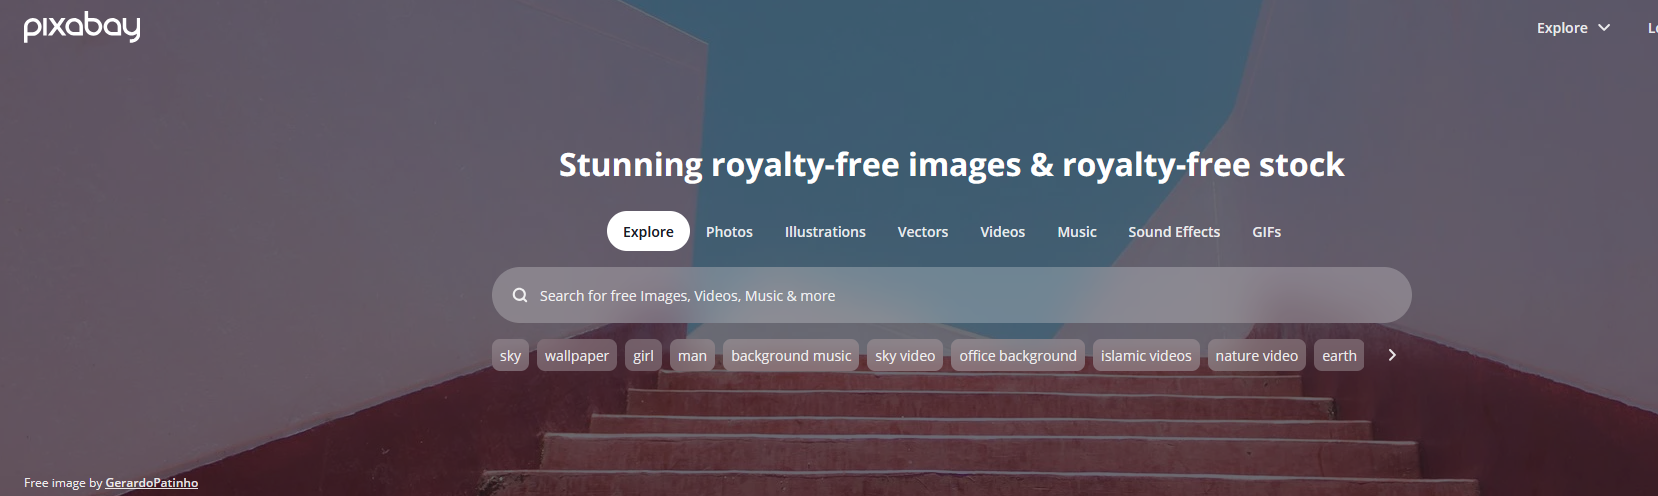 pixabay
Explore
Stunning royalty-free images & royalty-free stock
Explore Photos Illustrations Vectors Videos Music Sound Effects GIFs
Search for free Images, Videos, Music & more
sky wallpaper girl man background music sky video office background islamic videos nature video earth
Free image by GerardoPatinho